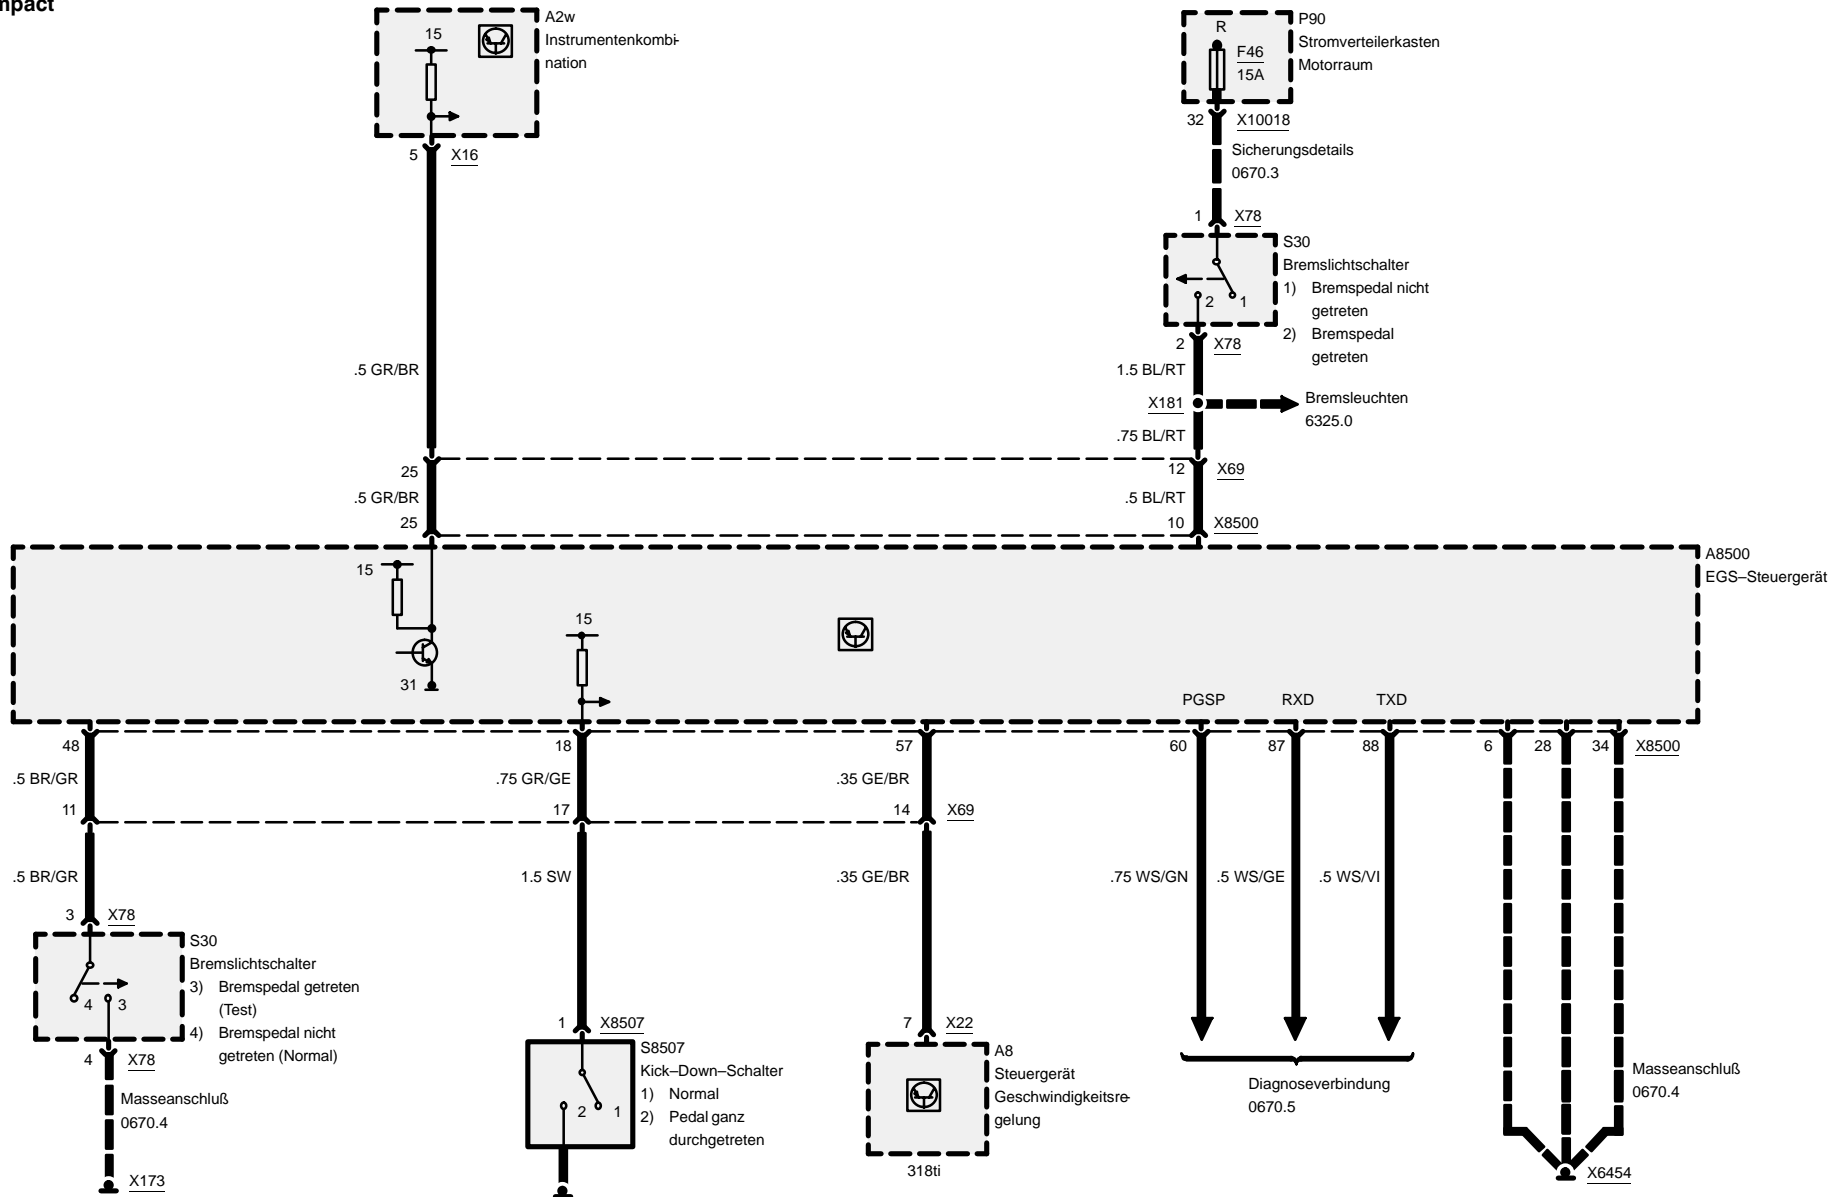 A2w
Instrumentenkombi-
nation
15
5 X16
P90
Stromverteilerkasten
Motorraum
R
F46
15A
32 X10018
Sicherungsdetails
0670.3
1 X78
S30
Bremslichtschalter
1) Bremspedal nicht
getreten
2) Bremspedal
getreten
2 1
2 X78
.5 GR/BR
1.5 BL/RT
X181
Bremsleuchten
6325.0
.75 BL/RT
25
12 X69
.5 GR/BR
.5 BL/RT
25
10 X8500
A8500
EGS–Steuergerät
15
31
15
PGSP RXD TXD
48 18 57 60 87 88 6 28 34 X8500
.5 BR/GR .75 GR/GE .35 GE/BR
11 17 14 X69
.5 BR/GR 1.5 SW .35 GE/BR .75 WS/GN .5 WS/GE .5 WS/VI
3 X78
S30
Bremslichtschalter
3) Bremspedal getreten
(Test)
4) Bremspedal nicht
getreten (Normal)
4 3
4 X78
Masseanschluß
0670.4
X173
1 X8507
S8507
Kick–Down–Schalter
1) Normal
2) Pedal ganz
durchgetreten
2 1
7 X22
A8
Steuergerät
Geschwindigkeitsre-
gelung
318ti
Diagnoseverbindung
0670.5
Masseanschluß
0670.4
X6454